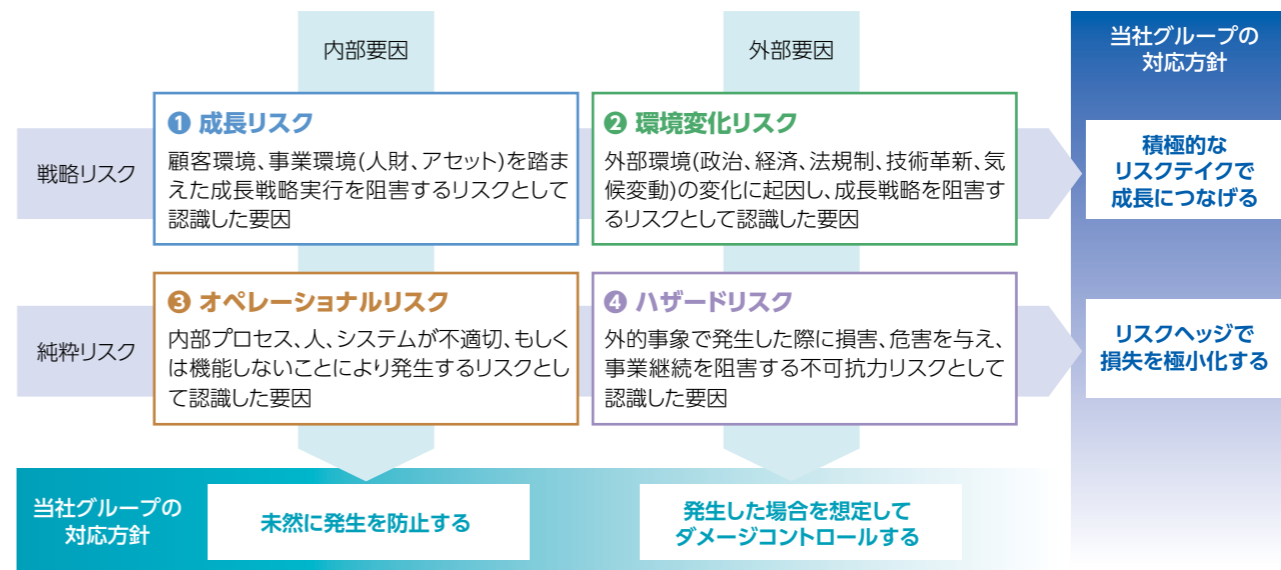 内部要因
外部要因
当社グループの
対応方針
戦略リスク
❶ 成長リスク
顧客環境、事業環境(人財、アセット)を踏ま
えた成長戦略実行を阻害するリスクとして
認識した要因
❷ 環境変化リスク
外部環境(政治、経済、法規制、技術革新、気
候変動)の変化に起因し、成長戦略を阻害す
るリスクとして認識した要因
積極的な
リスクテイクで
成長につなげる
純粋リスク
❸ オペレーショナルリスク
内部プロセス、人、システムが不適切、もしく
は機能しないことにより発生するリスクとし
て認識した要因
❹ ハザードリスク
外的事象で発生した際に損害、危害を与え、
事業継続を阻害する不可抗力リスクとして
認識した要因
リスクヘッジで
損失を極小化する
当社グループの
対応方針
未然に発生を防止する
発生した場合を想定して
ダメージコントロールする